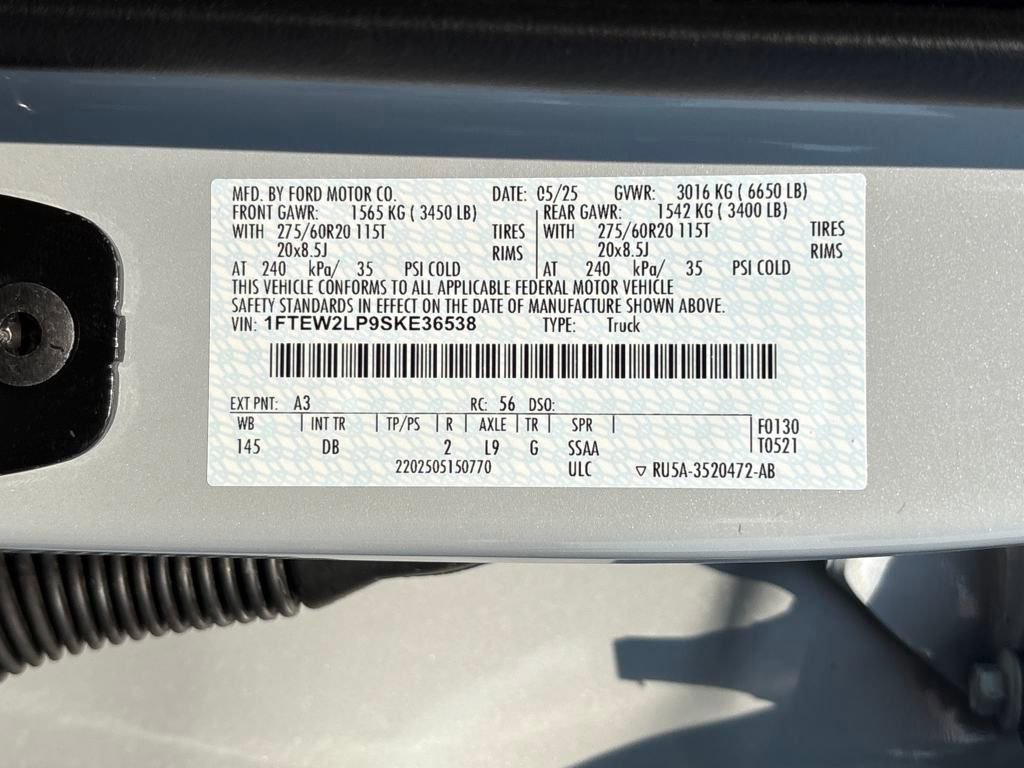 MFD. BY FORD MOTOR CO. DATE: 05/25 GVWR: 3016 KG ( 6650 LB)
FRONT GAWR: 1565 KG ( 3450 LB) REAR GAWR: 1542 KG ( 3400 LB)
WITH 275/60R20 115T TIRES WITH 275/60R20 115T TIRES
20x8.5J RIMS 20x8.5J RIMS
AT 240 kPa/ 35 PSI COLD AT 240 kPa/ 35 PSI COLD
THIS VEHICLE CONFORMS TO ALL APPLICABLE FEDERAL MOTOR VEHICLE
SAFETY STANDARDS IN EFFECT ON THE DATE OF MANUFACTURE SHOWN ABOVE.
VIN: 1FTEW2LP9SKE36538 TYPE: Truck
EXT PNT: A3 RC: 56 DSO:
WB INT TR TP/PS R AXLE TR SPR F0130
145 DB 2 L9 G SSAA T0521
2202505150770 ULC ▽ RU5A-3520472-AB